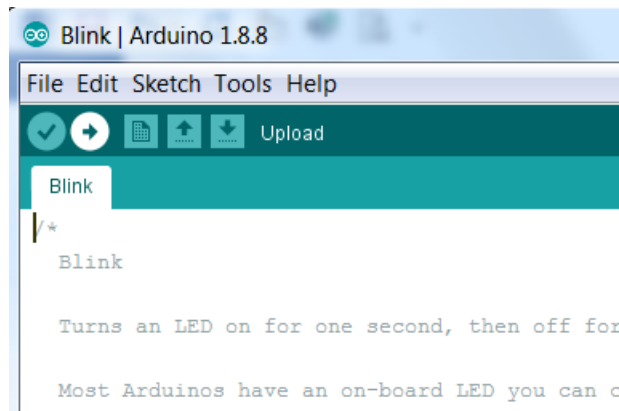 Blink | Arduino 1.8.8
File Edit Sketch Tools Help
Upload
Blink
/*
Blink
Turns an LED on for one second, then off for
Most Arduinos have an on-board LED you can